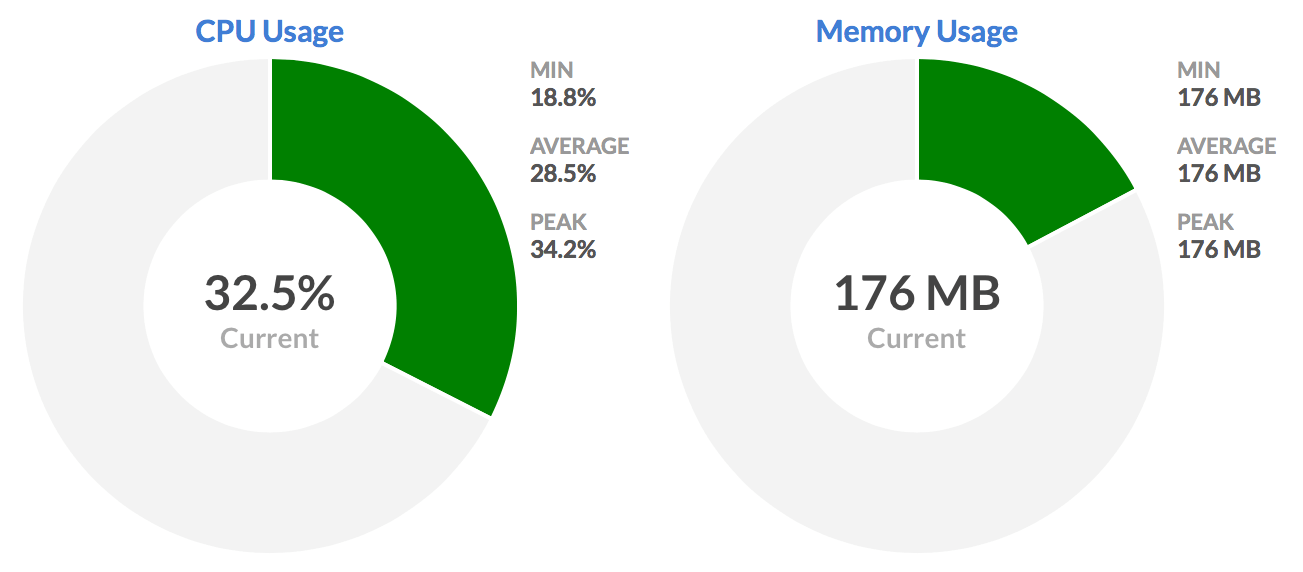 CPU Usage
MIN
18.8%
AVERAGE
28.5%
PEAK
34.2%
32.5%
Current
Memory Usage
MIN
176 MB
AVERAGE
176 MB
PEAK
176 MB
176 MB
Current